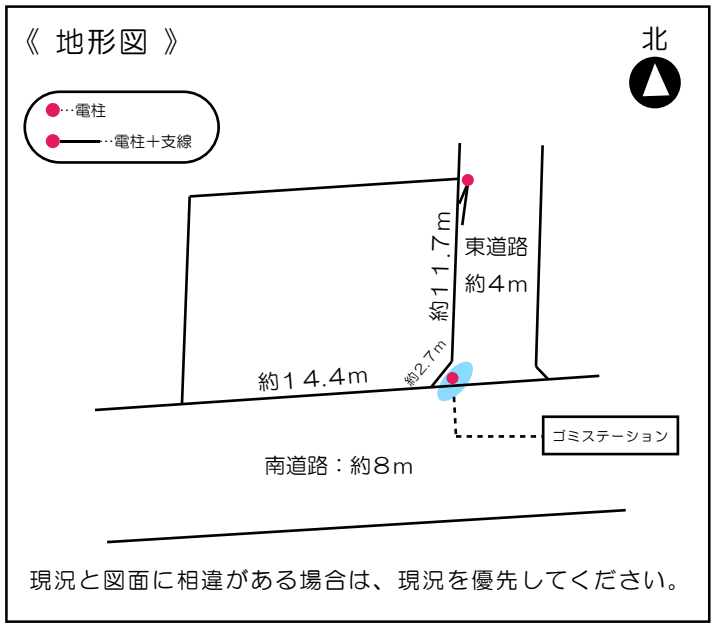 《 地形図 》
北
…電柱
…電柱＋支線
約11.7m
東道路
約4m
約2.7m
約14.4m
ゴミステーション
南道路：約8m
現況と図面に相違がある場合は、現況を優先してください。